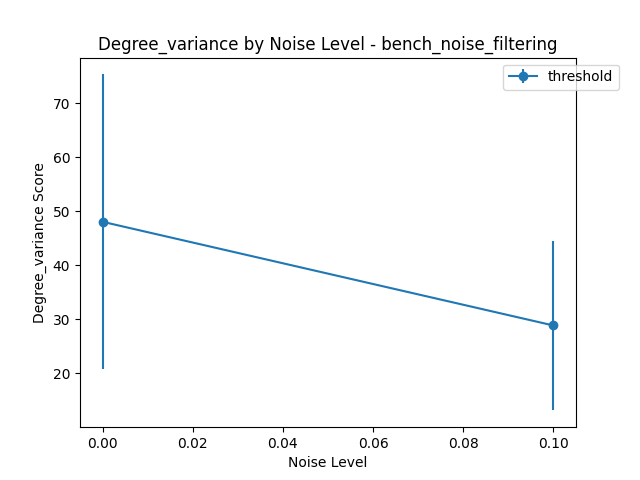 Degree_variance by Noise Level - bench_noise_filtering
threshold
Degree_variance Score
70
60
50
40
30
20
0.00 0.02 0.04 0.06 0.08 0.10
Noise Level